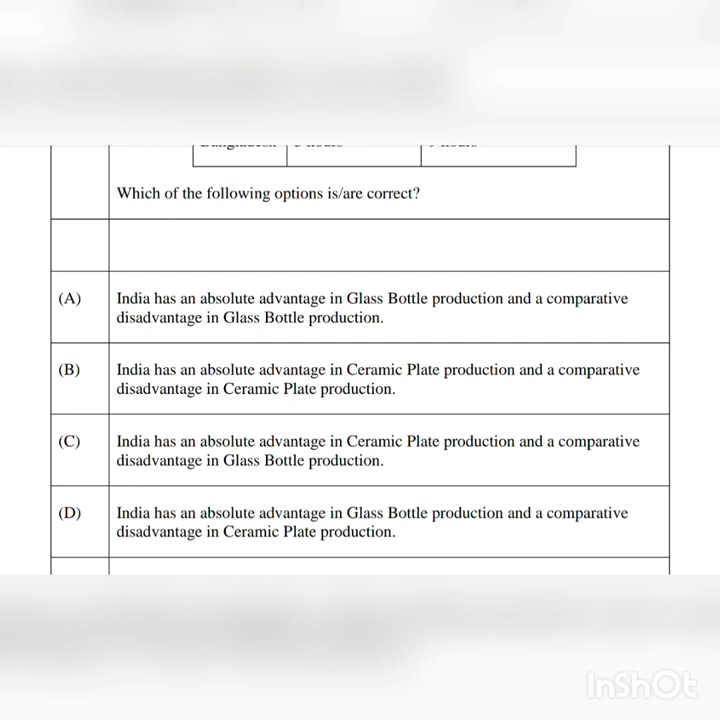 Which of the following options is/are correct?
(A) India has an absolute advantage in Glass Bottle production and a comparative
disadvantage in Glass Bottle production.
(B) India has an absolute advantage in Ceramic Plate production and a comparative
disadvantage in Ceramic Plate production.
(C) India has an absolute advantage in Ceramic Plate production and a comparative
disadvantage in Glass Bottle production.
(D) India has an absolute advantage in Glass Bottle production and a comparative
disadvantage in Ceramic Plate production.
InShOt